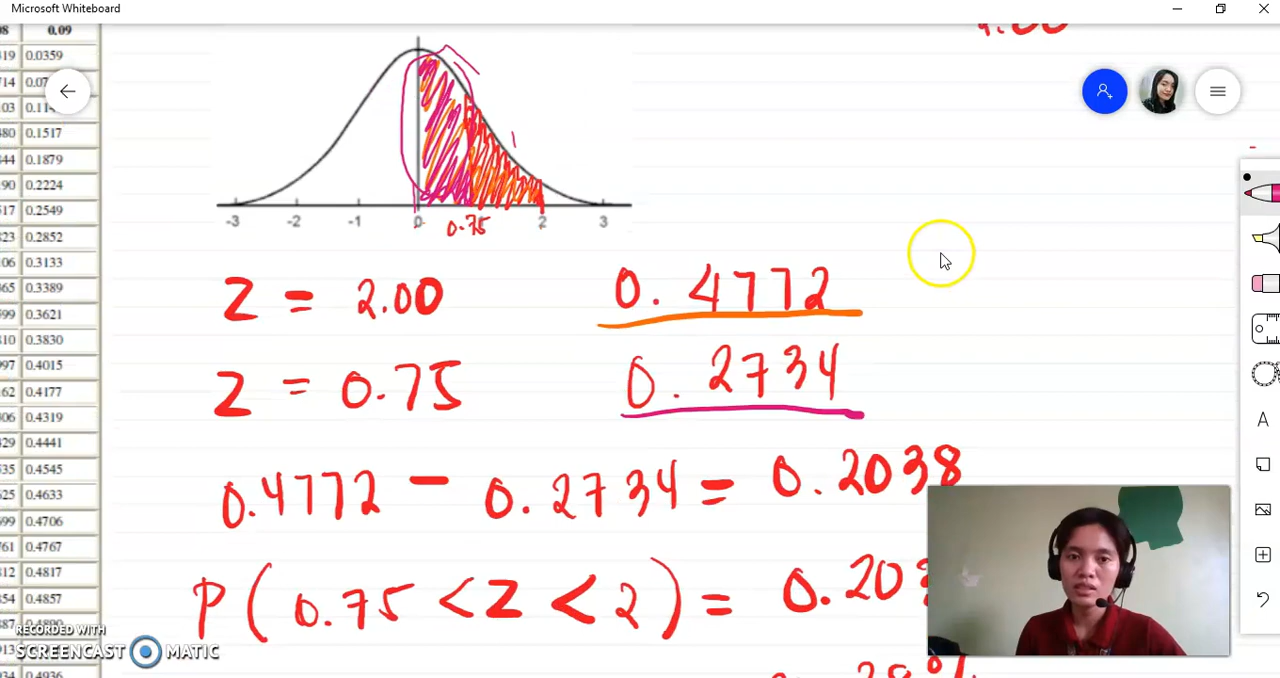 Microsoft Whiteboard
0.09
0.0359
0.1517
0.1879
0.2224
0.2549
0.2852
0.3133
0.3389
0.3621
0.3830
0.4015
0.4177
0.4319
0.4441
0.4545
0.4633
0.4706
0.4767
0.4817
0.4857
0.4936
-3 -2 -1 0 0.75 2 3
Z = 2.00 0.4772
Z = 0.75 0.2734
0.4772 - 0.2734 = 0.2038
P(0.75 < Z < 2) =
RECORDED WITH
SCREENCAST MATIC